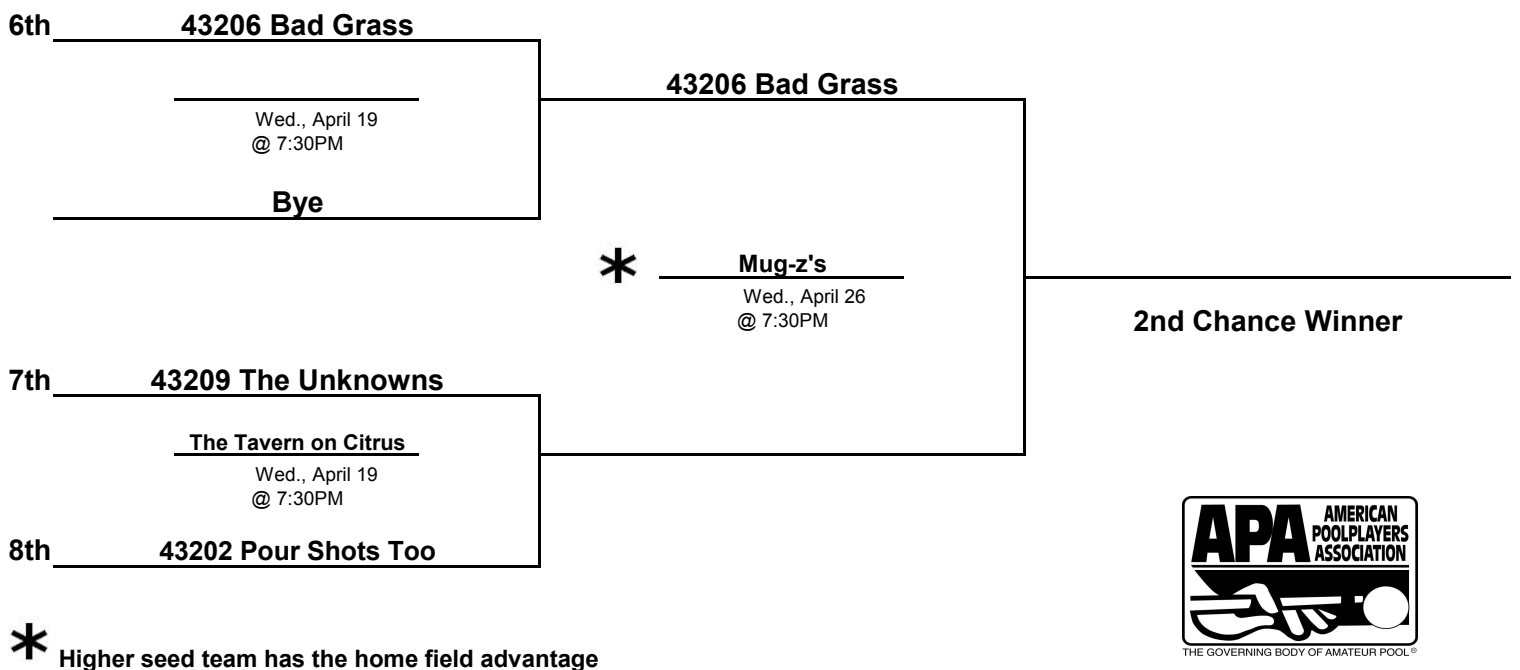 6th 43206 Bad Grass
43206 Bad Grass
Wed., April 19
@ 7:30PM
Bye
* Mug-z's
Wed., April 26
@ 7:30PM
2nd Chance Winner
7th 43209 The Unknowns
The Tavern on Citrus
Wed., April 19
@ 7:30PM
8th 43202 Pour Shots Too
APA AMERICAN
POOLPLAYERS
ASSOCIATION
THE GOVERNING BODY OF AMATEUR POOL®
* Higher seed team has the home field advantage